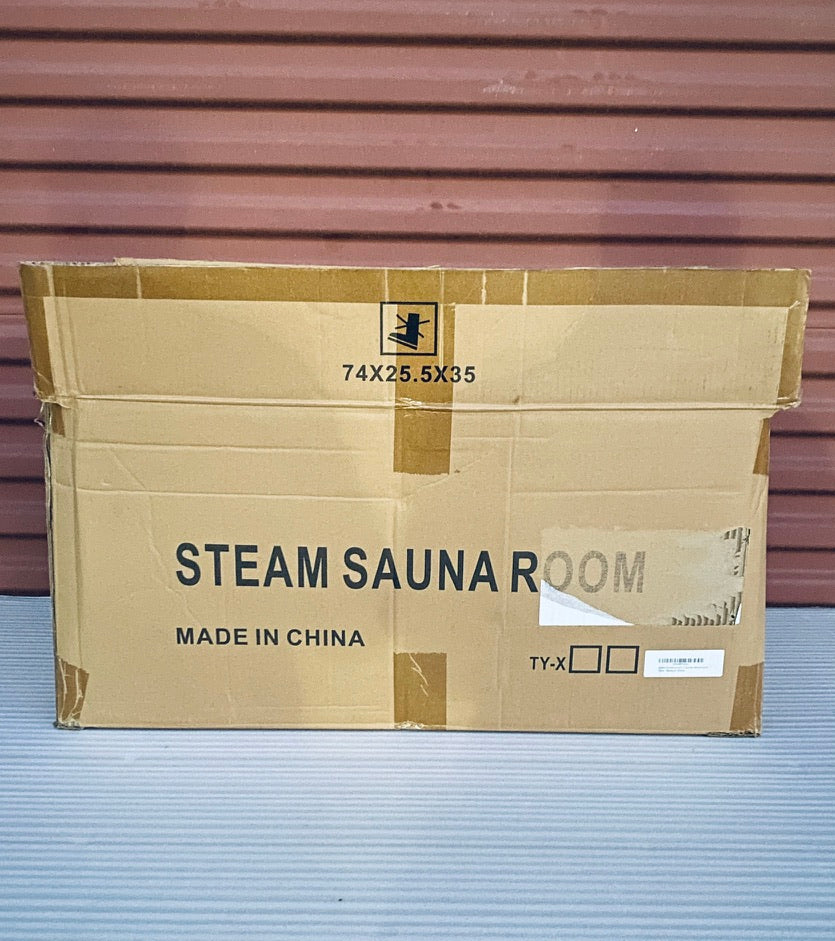 74X25.5X35
STEAM SAUNA ROOM
MADE IN CHINA
TY-X